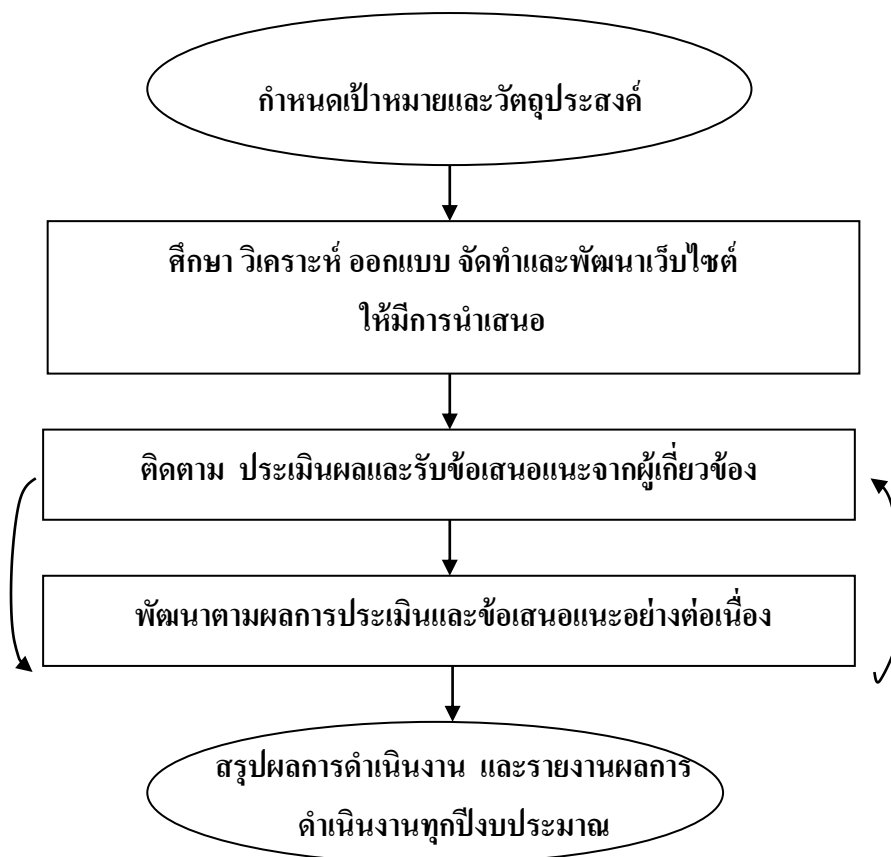 กำหนดเป้าหมายและวัตถุประสงค์
ศึกษา วิเคราะห์ ออกแบบ จัดทำและพัฒนาเว็บไซต์
ให้มีการนำเสนอ
ติดตาม ประเมินผลและรับข้อเสนอแนะจากผู้เกี่ยวข้อง
พัฒนาตามผลการประเมินและข้อเสนอแนะอย่างต่อเนื่อง
สรุปผลการดำเนินงาน และรายงานผลการ
ดำเนินงานทุกปีงบประมาณ